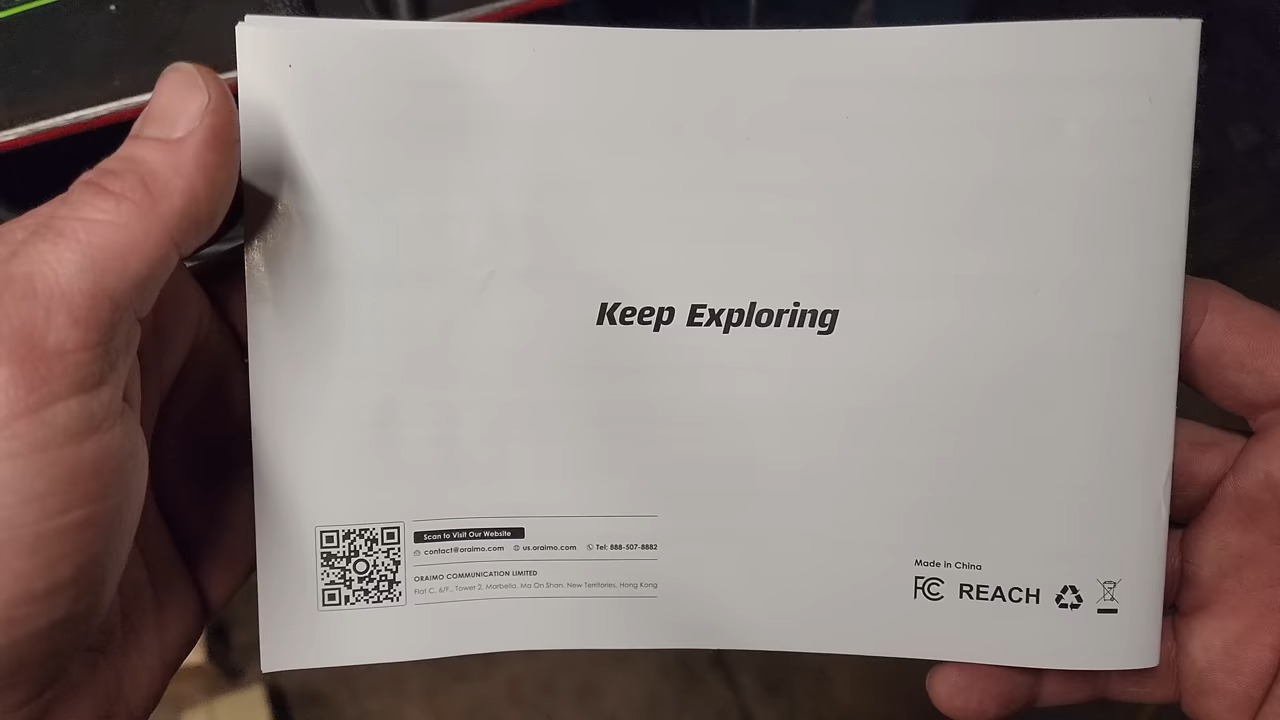 Keep Exploring
Scan to Visit Our Website
contact@oraimo.com us.oraimo.com Tel: 888-507-8882
ORAIMO COMMUNICATION LIMITED
Flat C, 6/F., Tower 2, Marbella, Ma On Shan, New Territories, Hong Kong
Made in China
FC REACH